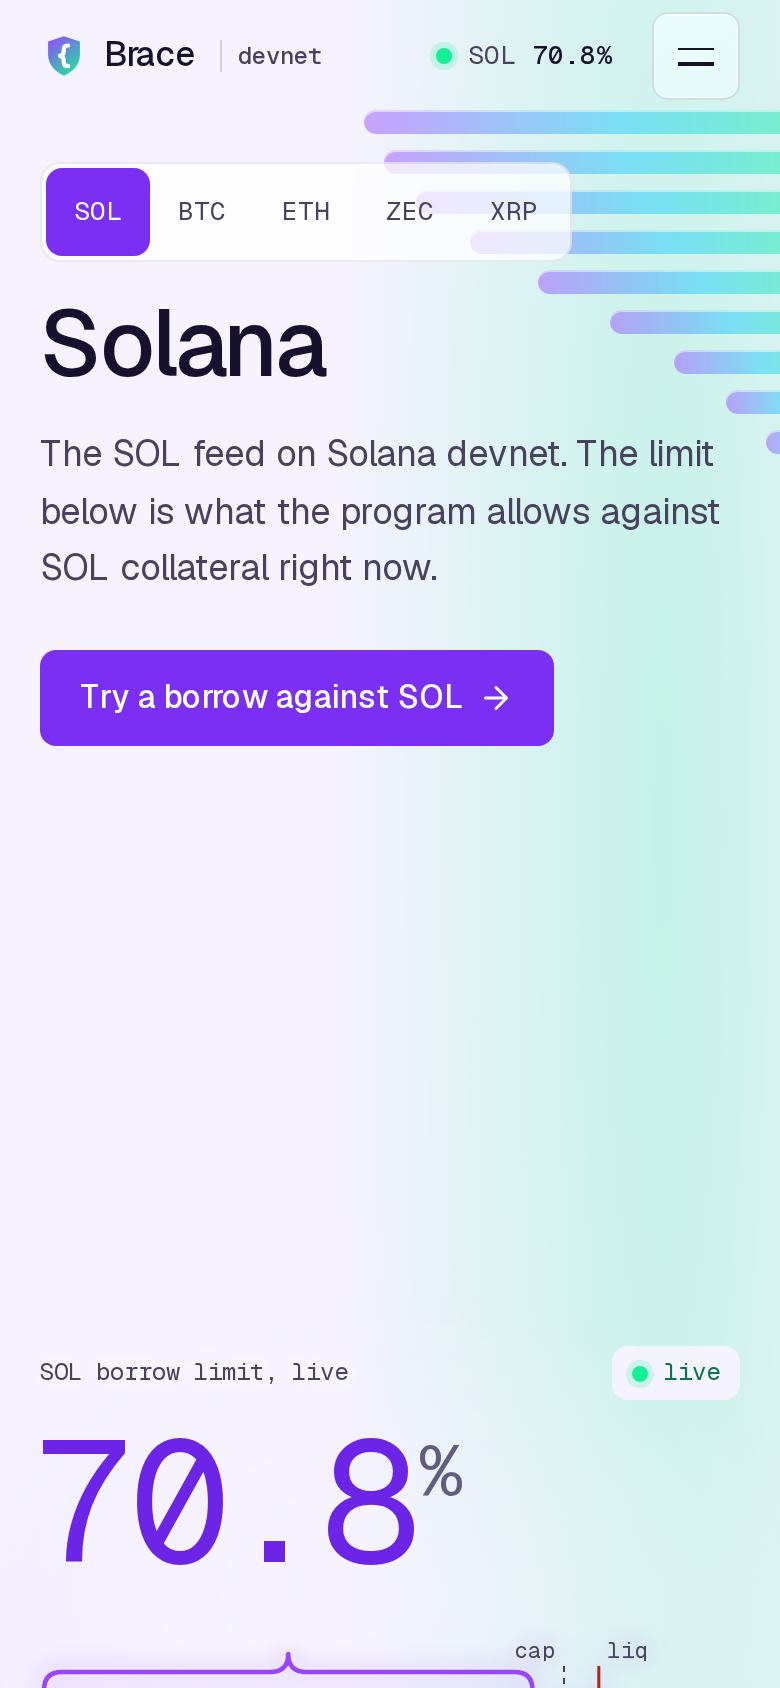 Brace devnet SOL 70.8%
SOL BTC ETH ZEC XRP
Solana
The SOL feed on Solana devnet. The limit
below is what the program allows against
SOL collateral right now.
Try a borrow against SOL →
SOL borrow limit, live live
70.8%
cap liq